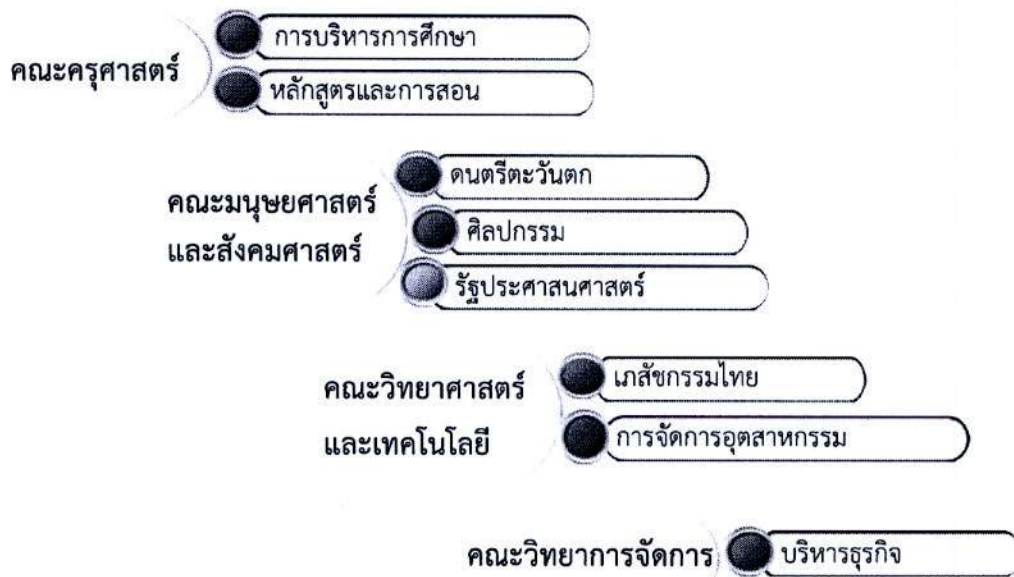 การบริหารการศึกษา
คณะครุศาสตร์
หลักสูตรและการสอน
ดนตรีตะวันตก
คณะมนุษยศาสตร์
และสังคมศาสตร์
ศิลปกรรม
รัฐประศาสนศาสตร์
คณะวิทยาศาสตร์
และเทคโนโลยี
เภสัชกรรมไทย
การจัดการอุตสาหกรรม
คณะวิทยาการจัดการ
บริหารธุรกิจ